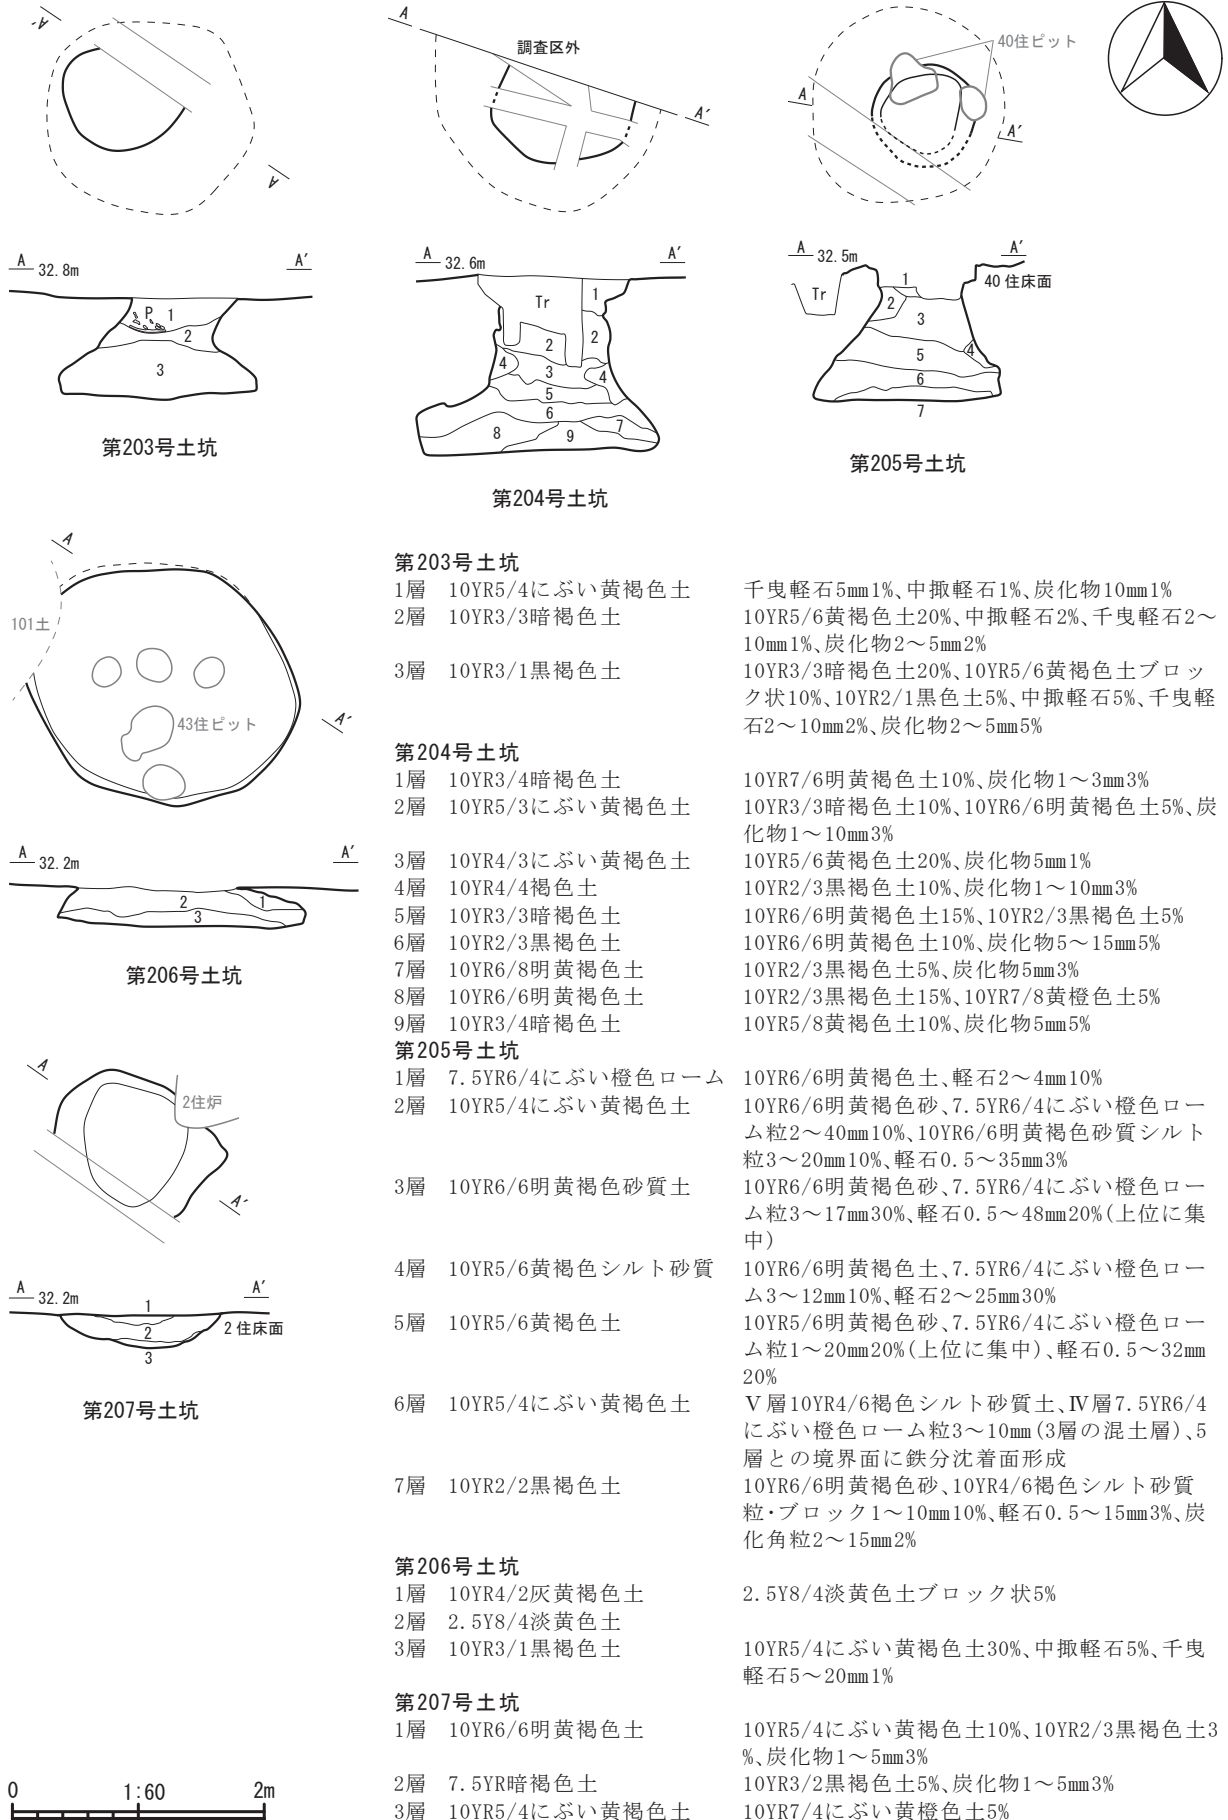 A′
A
調査区外
A
A′
40住ピット
A
A′
A 32.8m A′
P 1
2
3
第203号土坑
A 32.6m A′
Tr
1
2
2
4
3
4
5
6
7
8
9
第204号土坑
A 32.5m A′
40住床面
Tr
1
2
3
4
5
6
7
第205号土坑
A
101土
43住ピット
A′
A 32.2m A′
2
1
3
第206号土坑
A
2住炉
A′
A 32.2m A′
1
2
2住床面
3
第207号土坑
0 1:60 2m
第203号土坑
1層 10YR5/4にぶい黄褐色土 千曳軽石5mm1%、中掫軽石1%、炭化物10mm1%
2層 10YR3/3暗褐色土 10YR5/6黄褐色土20%、中掫軽石2%、千曳軽石2～
10mm1%、炭化物2～5mm2%
3層 10YR3/1黒褐色土 10YR3/3暗褐色土20%、10YR5/6黄褐色土ブロッ
ク状10%、10YR2/1黒色土5%、中掫軽石5%、千曳軽
石2～10mm2%、炭化物2～5mm5%
第204号土坑
1層 10YR3/4暗褐色土 10YR7/6明黄褐色土10%、炭化物1～3mm3%
2層 10YR5/3にぶい黄褐色土 10YR3/3暗褐色土10%、10YR6/6明黄褐色土5%、炭
化物1～10mm3%
3層 10YR4/3にぶい黄褐色土 10YR5/6黄褐色土20%、炭化物5mm1%
4層 10YR4/4褐色土 10YR2/3黒褐色土10%、炭化物1～10mm3%
5層 10YR3/3暗褐色土 10YR6/6明黄褐色土15%、10YR2/3黒褐色土5%
6層 10YR2/3黒褐色土 10YR6/6明黄褐色土10%、炭化物5～15mm5%
7層 10YR6/8明黄褐色土 10YR2/3黒褐色土5%、炭化物5mm3%
8層 10YR6/6明黄褐色土 10YR2/3黒褐色土15%、10YR7/8黄橙色土5%
9層 10YR3/4暗褐色土 10YR5/8黄褐色土10%、炭化物5mm5%
第205号土坑
1層 7.5YR6/4にぶい橙色ローム 10YR6/6明黄褐色土、軽石2～4mm10%
2層 10YR5/4にぶい黄褐色土 10YR6/6明黄褐色砂、7.5YR6/4にぶい橙色ロー
ム粒2～40mm10%、10YR6/6明黄褐色砂質シルト
粒3～20mm10%、軽石0.5～35mm3%
3層 10YR6/6明黄褐色砂質土 10YR6/6明黄褐色砂、7.5YR6/4にぶい橙色ロー
ム粒3～17mm30%、軽石0.5～48mm20%(上位に集
中)
4層 10YR5/6黄褐色シルト砂質 10YR6/6明黄褐色土、7.5YR6/4にぶい橙色ロー
ム3～12mm10%、軽石2～25mm30%
5層 10YR5/6黄褐色土 10YR5/6明黄褐色砂、7.5YR6/4にぶい橙色ロー
ム粒1～20mm20%(上位に集中)、軽石0.5～32mm
20%
6層 10YR5/4にぶい黄褐色土 Ⅴ層10YR4/6褐色シルト砂質土、Ⅳ層7.5YR6/4
にぶい橙色ローム粒3～10mm(3層の混土層)、5
層との境界面に鉄分沈着面形成
7層 10YR2/2黒褐色土 10YR6/6明黄褐色砂、10YR4/6褐色シルト砂質
粒・ブロック1～10mm10%、軽石0.5～15mm3%、炭
化角粒2～15mm2%
第206号土坑
1層 10YR4/2灰黄褐色土 2.5Y8/4淡黄色土ブロック状5%
2層 2.5Y8/4淡黄色土
3層 10YR3/1黒褐色土 10YR5/4にぶい黄褐色土30%、中掫軽石5%、千曳
軽石5～20mm1%
第207号土坑
1層 10YR6/6明黄褐色土 10YR5/4にぶい黄褐色土10%、10YR2/3黒褐色土3
%、炭化物1～5mm3%
2層 7.5YR暗褐色土 10YR3/2黒褐色土5%、炭化物1～5mm3%
3層 10YR5/4にぶい黄褐色土 10YR7/4にぶい黄橙色土5%